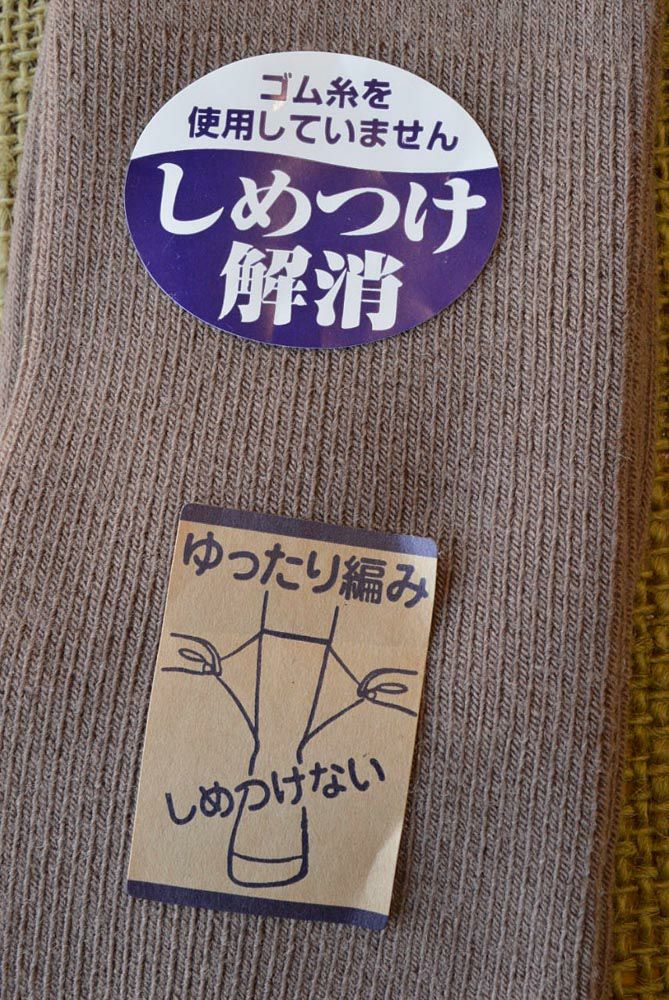 ゴム糸を
使用していません
しめつけ
解消
ゆったり編み
しめつけない